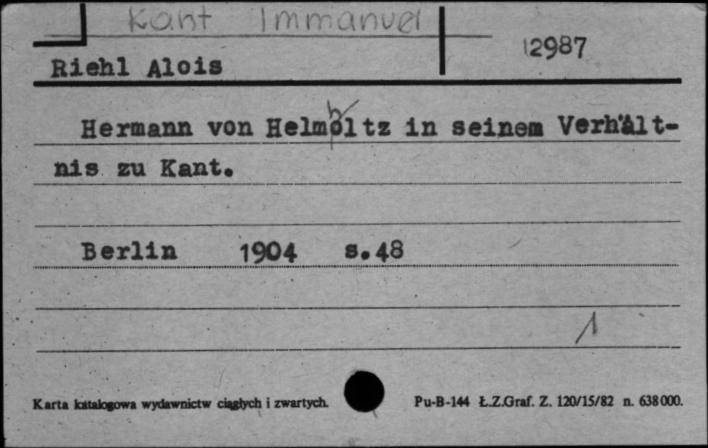 Kant Immanuel
12987
Riehl Alois
Hermann von Helmholtz in seinem Verhält-
nis zu Kant.
Berlin 1904 s.48
1
Karta katalogowa wydawnictw ciągłych i zwartych.
Pu-B-144 Ł.Z.Graf. Z. 120/15/82 n. 638000.